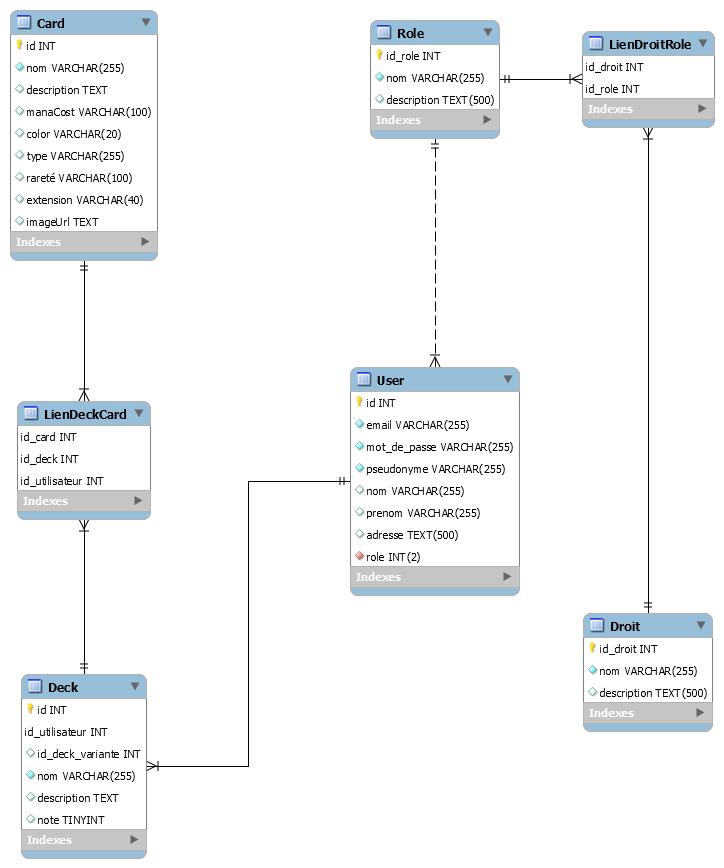 Card
id INT
nom VARCHAR(255)
description TEXT
manaCost VARCHAR(100)
color VARCHAR(20)
type VARCHAR(255)
rareté VARCHAR(100)
extension VARCHAR(40)
imageUrl TEXT
Indexes
Role
id_role INT
nom VARCHAR(255)
description TEXT(500)
Indexes
LienDroitRole
id_droit INT
id_role INT
Indexes
User
id INT
email VARCHAR(255)
mot_de_passe VARCHAR(255)
pseudonyme VARCHAR(255)
nom VARCHAR(255)
prenom VARCHAR(255)
adresse TEXT(500)
role INT(2)
Indexes
LienDeckCard
id_card INT
id_deck INT
id_utilisateur INT
Indexes
Deck
id INT
id_utilisateur INT
id_deck_variante INT
nom VARCHAR(255)
description TEXT
note TINYINT
Indexes
Droit
id_droit INT
nom VARCHAR(255)
description TEXT(500)
Indexes